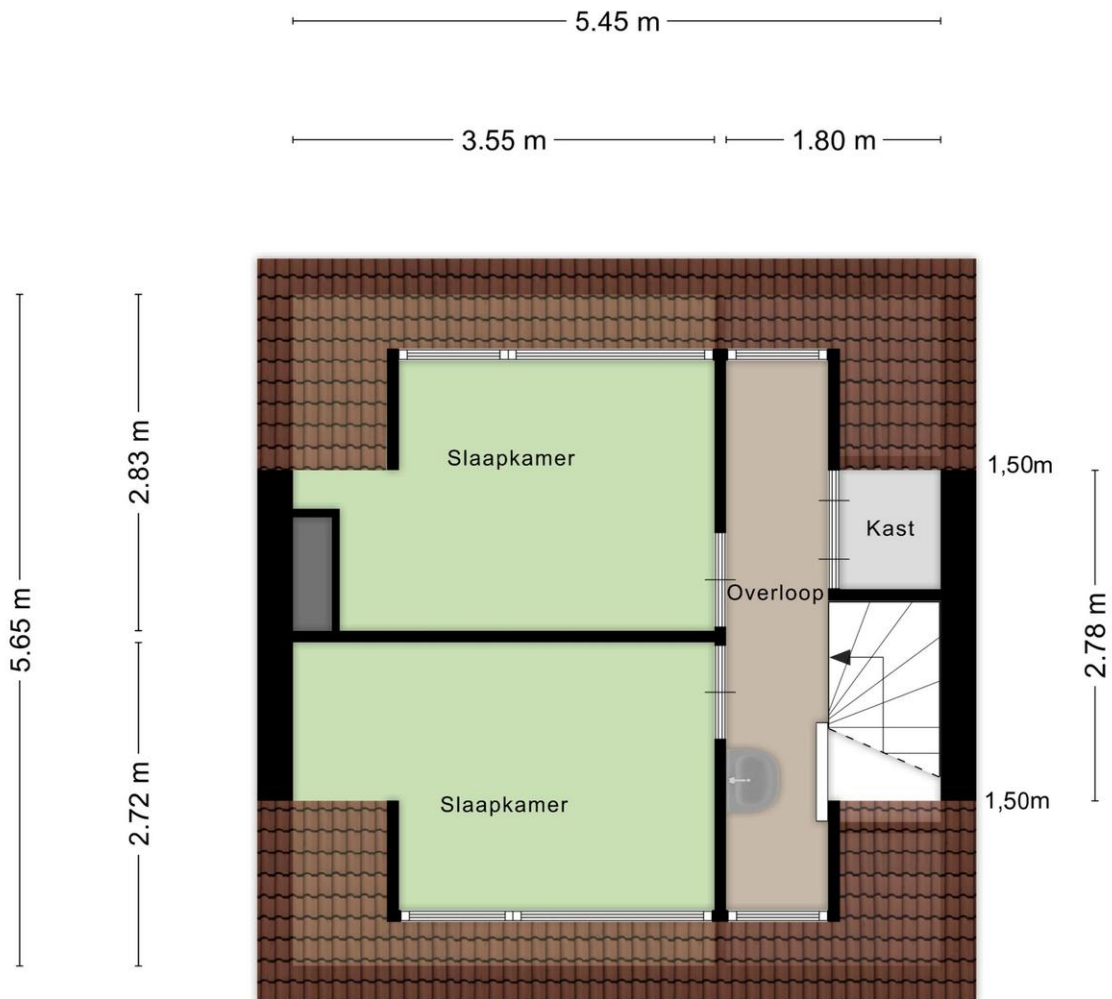 5.45 m
3.55 m
1.80 m
2.83 m
Slaapkamer
1,50m
Kast
Overloop
5.65 m
2.78 m
2.72 m
Slaapkamer
1,50m